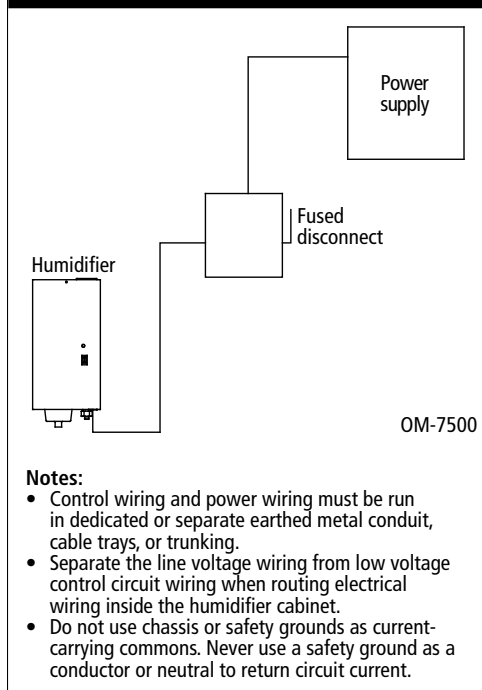 Power
supply
Fused
disconnect
Humidifier
OM-7500
Notes:
• Control wiring and power wiring must be run
in dedicated or separate earthed metal conduit,
cable trays, or trunking.
• Separate the line voltage wiring from low voltage
control circuit wiring when routing electrical
wiring inside the humidifier cabinet.
• Do not use chassis or safety grounds as current-
carrying commons. Never use a safety ground as a
conductor or neutral to return circuit current.